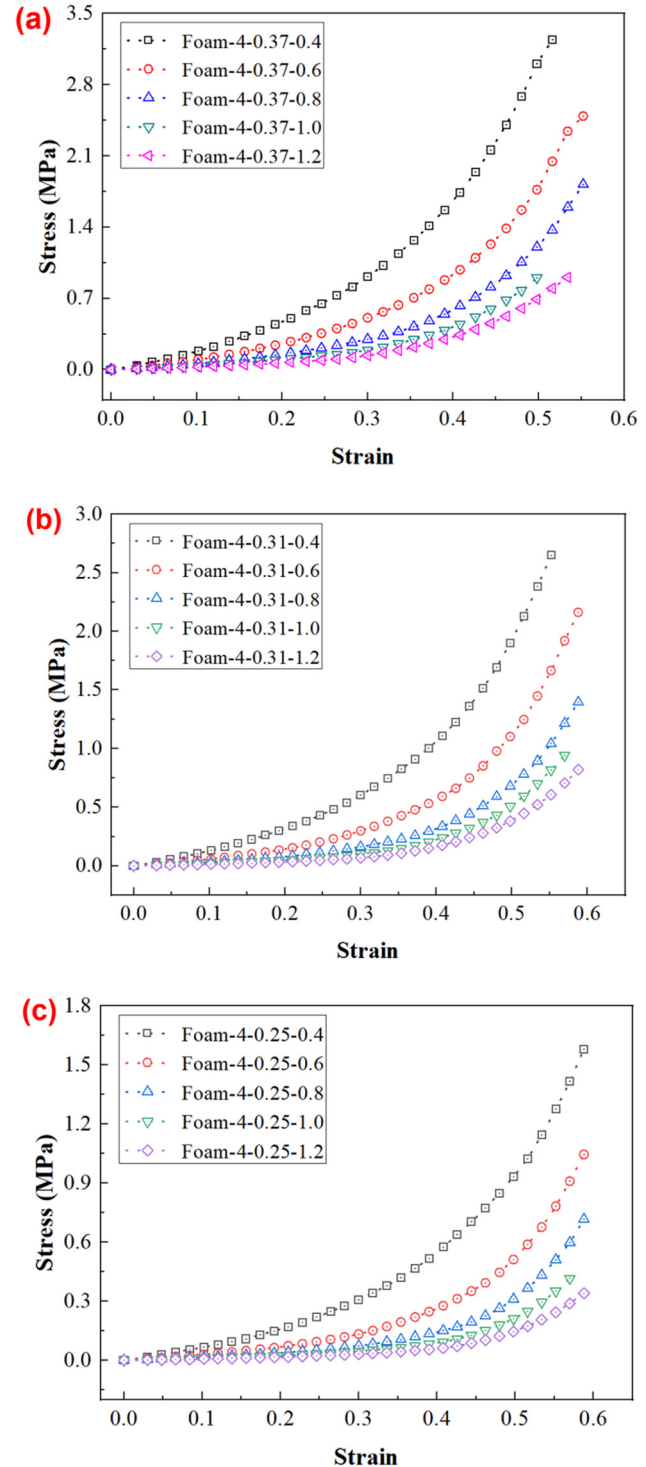 (a)
3.5
2.8
2.1
1.4
0.7
0.0
Stress (MPa)
Foam-4-0.37-0.4
Foam-4-0.37-0.6
Foam-4-0.37-0.8
Foam-4-0.37-1.0
Foam-4-0.37-1.2
0.0 0.1 0.2 0.3 0.4 0.5 0.6
Strain
(b)
3.0
2.5
2.0
1.5
1.0
0.5
0.0
Stress (MPa)
Foam-4-0.31-0.4
Foam-4-0.31-0.6
Foam-4-0.31-0.8
Foam-4-0.31-1.0
Foam-4-0.31-1.2
0.0 0.1 0.2 0.3 0.4 0.5 0.6
Strain
(c)
1.8
1.5
1.2
0.9
0.6
0.3
0.0
Stress (MPa)
Foam-4-0.25-0.4
Foam-4-0.25-0.6
Foam-4-0.25-0.8
Foam-4-0.25-1.0
Foam-4-0.25-1.2
0.0 0.1 0.2 0.3 0.4 0.5 0.6
Strain